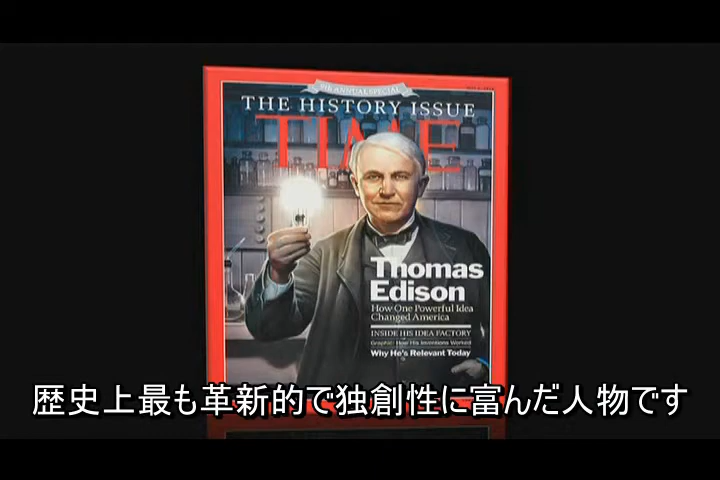 THE HISTORY ISSUE
TIME
Thomas
Edison
How One Powerful Idea
Changed America
INSIDE HIS IDEA FACTORY
Graphic: How His Inventions Worked
Why He's Relevant Today
歴史上最も革新的で独創性に富んだ人物です